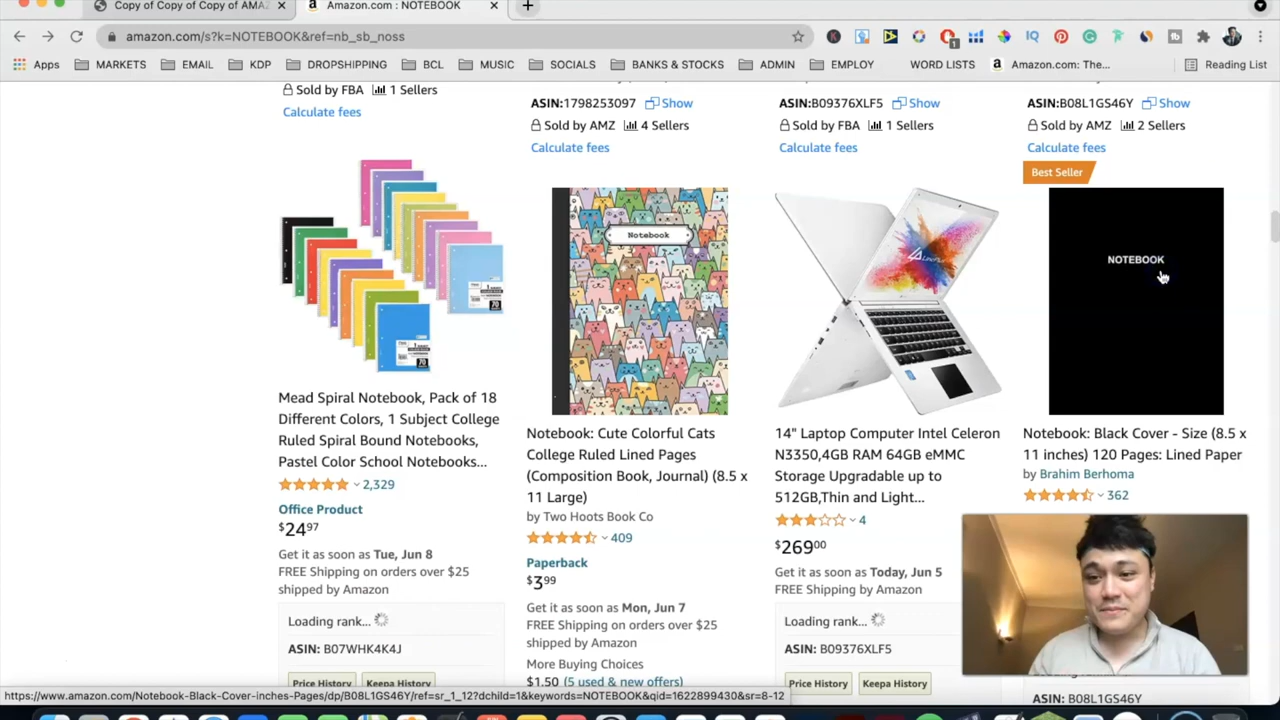 Copy of Copy of Copy of AMAZ
Amazon.com : NOTEBOOK
amazon.com/s?k=NOTEBOOK&ref=nb_sb_noss
Apps
MARKETS
EMAIL
KDP
DROPSHIPPING
BCL
MUSIC
SOCIALS
BANKS & STOCKS
ADMIN
EMPLOY
WORD LISTS
Amazon.com: The...
Reading List
Sold by FBA
1 Sellers
Calculate fees
ASIN:1798253097
Show
Sold by AMZ
4 Sellers
Calculate fees
ASIN:B09376XLF5
Show
Sold by FBA
1 Sellers
Calculate fees
ASIN:B08L1GS46Y
Show
Sold by AMZ
2 Sellers
Calculate fees
Best Seller
Notebook
NOTEBOOK
Mead Spiral Notebook, Pack of 18
Different Colors, 1 Subject College
Ruled Spiral Bound Notebooks,
Pastel Color School Notebooks...
2,329
Office Product
$2497
Get it as soon as Tue, Jun 8
FREE Shipping on orders over $25
shipped by Amazon
Loading rank...
ASIN: B07WHK4K4J
Price History
Keepa History
Notebook: Cute Colorful Cats
College Ruled Lined Pages
(Composition Book, Journal) (8.5 x
11 Large)
by Two Hoots Book Co
409
Paperback
$399
Get it as soon as Mon, Jun 7
FREE Shipping on orders over $25
shipped by Amazon
More Buying Choices
$1.50 (5 used & new offers)
14" Laptop Computer Intel Celeron
N3350,4GB RAM 64GB eMMC
Storage Upgradable up to
512GB,Thin and Light...
4
$26900
Get it as soon as Today, Jun 5
FREE Shipping by Amazon
Loading rank...
ASIN: B09376XLF5
Price History
Keepa History
Notebook: Black Cover - Size (8.5 x
11 inches) 120 Pages: Lined Paper
by Brahim Berhoma
362
ASIN: B08L1GS46Y
https://www.amazon.com/Notebook-Black-Cover-inches-Pages/dp/B08L1GS46Y/ref=sr_1_12?dchild=1&keywords=NOTEBOOK&qid=1622899430&sr=8-12